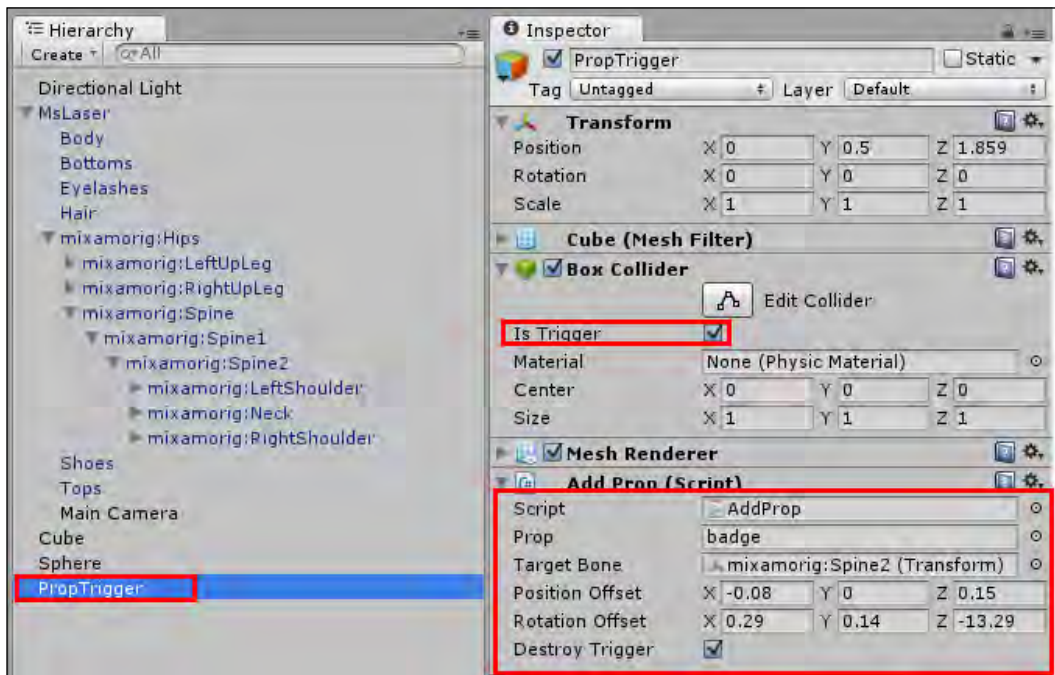 Hierarchy
Create
All
Directional Light
MsLaser
Body
Bottoms
Eyelashes
Hair
mixamorig:Hips
mixamorig:LeftUpLeg
mixamorig:RightUpLeg
mixamorig:Spine
mixamorig:Spine1
mixamorig:Spine2
mixamorig:LeftShoulder
mixamorig:Neck
mixamorig:RightShoulder
Shoes
Tops
Main Camera
Cube
Sphere
PropTrigger
Inspector
PropTrigger Static
Tag Untagged Layer Default
Transform
Position X 0 Y 0.5 Z 1.859
Rotation X 0 Y 0 Z 0
Scale X 1 Y 1 Z 1
Cube (Mesh Filter)
Box Collider
Edit Collider
Is Trigger
Material None (Physic Material)
Center X 0 Y 0 Z 0
Size X 1 Y 1 Z 1
Mesh Renderer
Add Prop (Script)
Script AddProp
Prop badge
Target Bone mixamorig:Spine2 (Transform)
Position Offset X -0.08 Y 0 Z 0.15
Rotation Offset X 0.29 Y 0.14 Z -13.29
Destroy Trigger